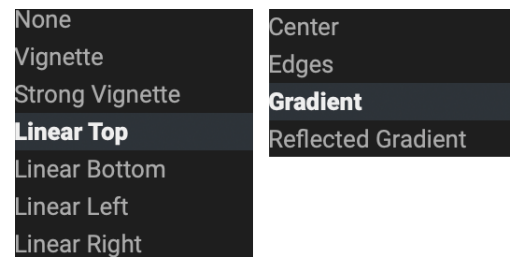 None
Vignette
Strong Vignette
Linear Top
Linear Bottom
Linear Left
Linear Right
Center
Edges
Gradient
Reflected Gradient